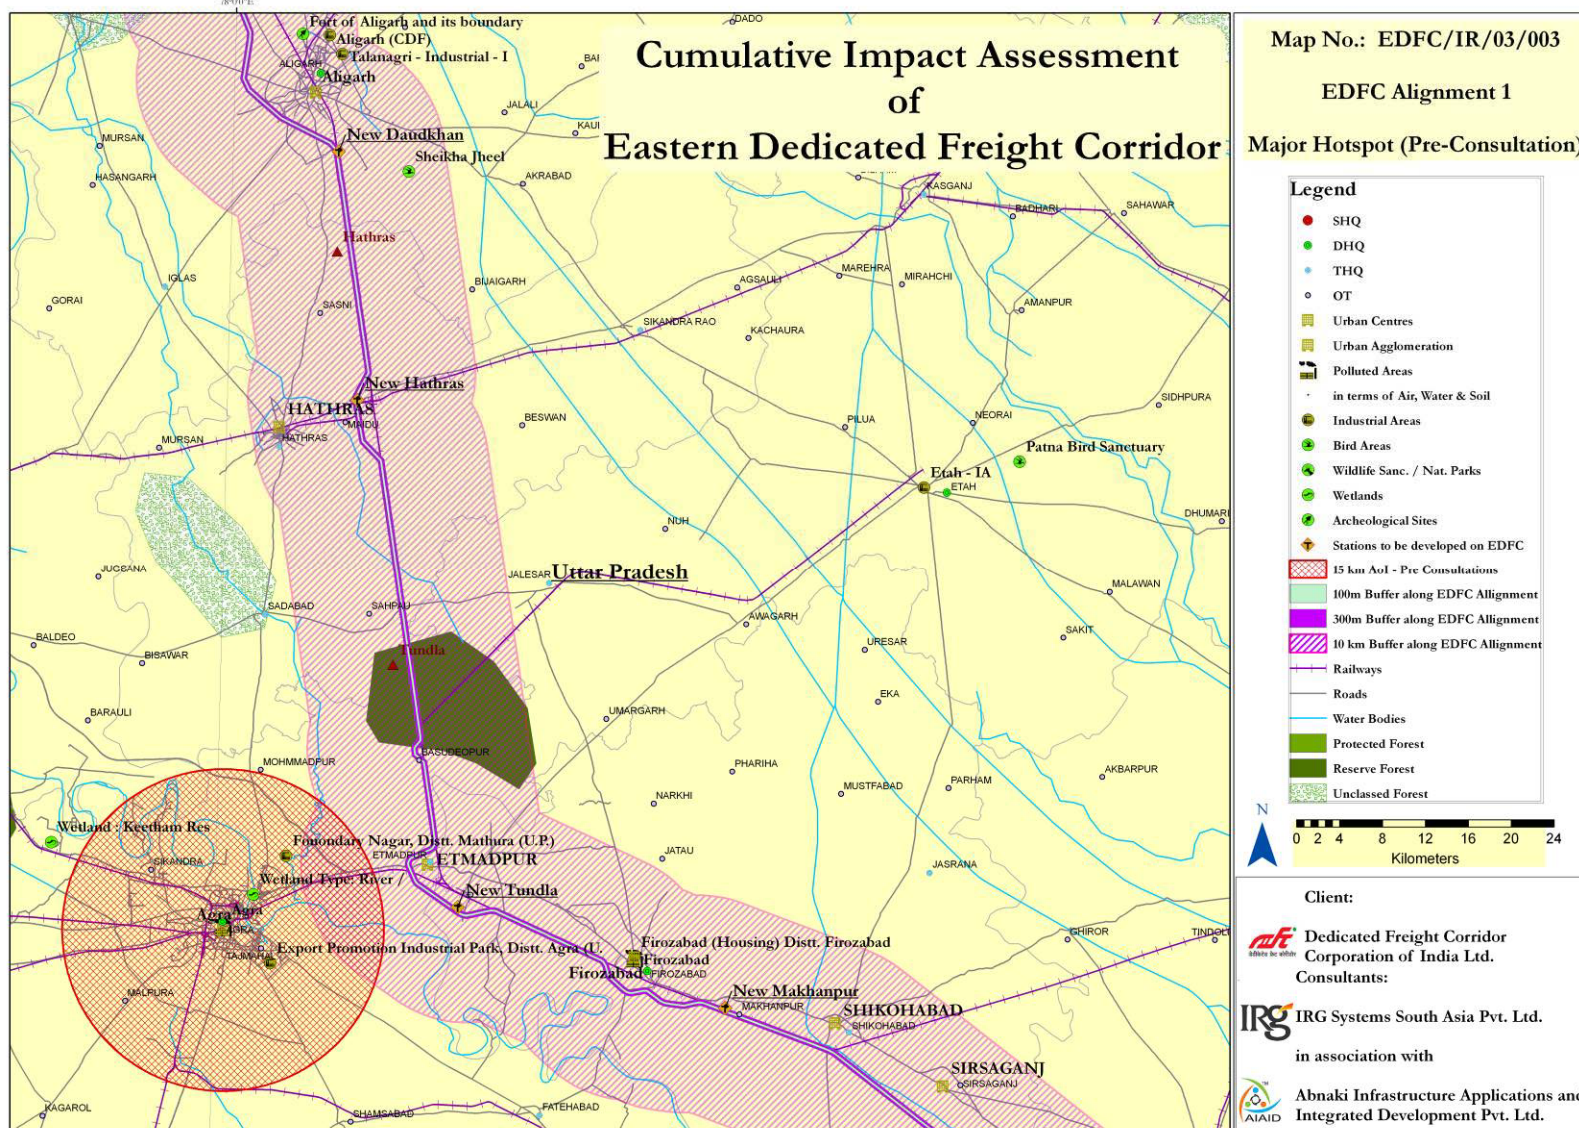 Cumulative Impact Assessment
of
Eastern Dedicated Freight Corridor
Map No.: EDFC/IR/03/003
EDFC Alignment 1
Major Hotspot (Pre-Consultation)
Legend
SHQ
DHQ
THQ
OT
Urban Centres
Urban Agglomeration
Polluted Areas
in terms of Air, Water & Soil
Industrial Areas
Bird Areas
Wildlife Sanc. / Nat. Parks
Wetlands
Archeological Sites
Stations to be developed on EDFC
15 km AoI - Pre Consultations
100m Buffer along EDFC Allignment
300m Buffer along EDFC Allignment
10 km Buffer along EDFC Allignment
Railways
Roads
Water Bodies
Protected Forest
Reserve Forest
Unclassed Forest
N
0 2 4 8 12 16 20 24
Kilometers
Client:
Dedicated Freight Corridor
Corporation of India Ltd.
Consultants:
IRG
IRG Systems South Asia Pvt. Ltd.
in association with
AIAID
Abnaki Infrastructure Applications and
Integrated Development Pvt. Ltd.
DADO
Fort of Aligarh and its boundary
Aligarh (CDF)
Talanagri - Industrial - I
ALIGARH
Aligarh
JALALI
MURSAN
New Daudkhan
Sheikha Jheel
HASANGARH
AKRABAD
KASGANJ
BADHARI
SAHAWAR
Hathras
IGLAS
BIJAIGARH
AGSAULI
MAREHRA
MIRAHCHI
GORAI
SASNI
AMANPUR
SIKANDRA RAO
KACHAURA
New Hathras
HATHRAS
MAIDU
HATHRAS
BESWAN
PILUA
NEORAI
SIDHPURA
MURSAN
Patna Bird Sanctuary
Etah - IA
ETAH
NUH
DHUMARI
JUGSANA
JALESAR
Uttar Pradesh
MALAWAN
SADABAD
SAHPAU
AWAGARH
BALDEO
BISAWAR
URESAR
SAKIT
Tundla
EKA
BARAULI
UMARGARH
BASUDEOPUR
MOHMMADPUR
PHARIHA
MUSTFABAD
PARHAM
AKBARPUR
NARKHI
Wetland : Keetham Res
Fouondary Nagar, Distt. Mathura (U.P.)
SIKANDRA
ETMADPUR
ETMADPUR
JATAU
JASRANA
Wetland Type: River /
New Tundla
Agra
Agra
AGRA
Export Promotion Industrial Park, Distt. Agra (U.
TAJMAHAL
Firozabad (Housing) Distt. Firozabad
Firozabad
Firozabad
FIROZABAD
GHIROR
MALPURA
New Makhanpur
MAKHANPUR
SHIKOHABAD
SHIKOHABAD
SIRSAGANJ
SIRSAGANJ
KAGAROL
SHAMSABAD
FATEHABAD